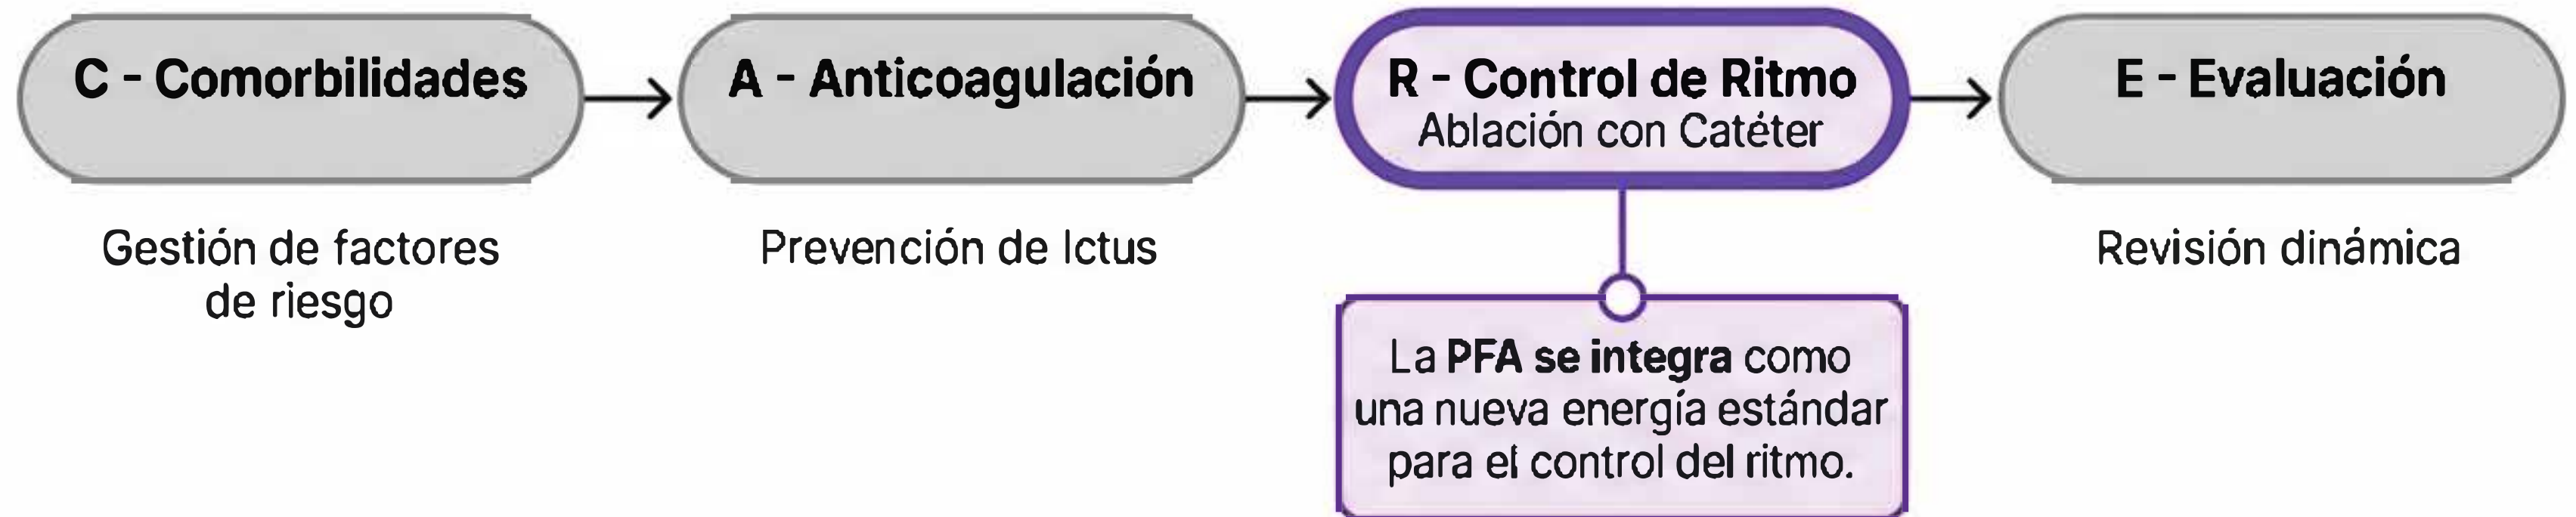 C - Comorbilidades
Gestión de factores
de riesgo
A - Anticoagulación
Prevención de Ictus
R - Control de Ritmo
Ablación con Catéter
La PFA se integra como
una nueva energía estándar
para el control del ritmo.
E - Evaluación
Revisión dinámica